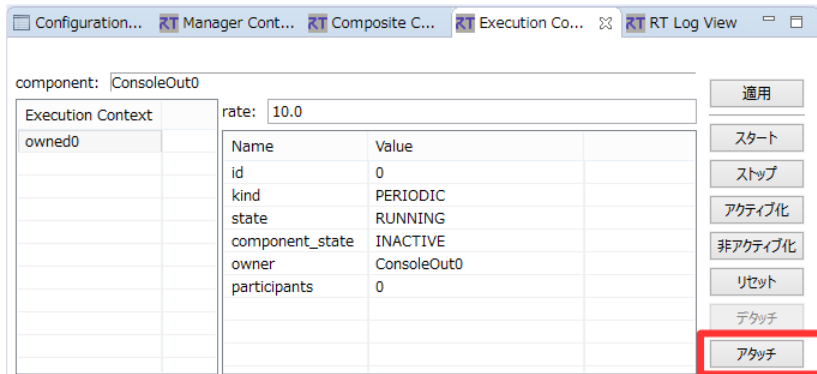 Configuration... RT Manager Cont... RT Composite C... RT Execution Co... RT RT Log View
component: ConsoleOut0
適用
Execution Context
rate: 10.0
owned0
Name Value
スタート
id 0
ストップ
kind PERIODIC
state RUNNING
アクティブ化
component_state INACTIVE
非アクティブ化
owner ConsoleOut0
participants 0
リセット
デタッチ
アタッチ